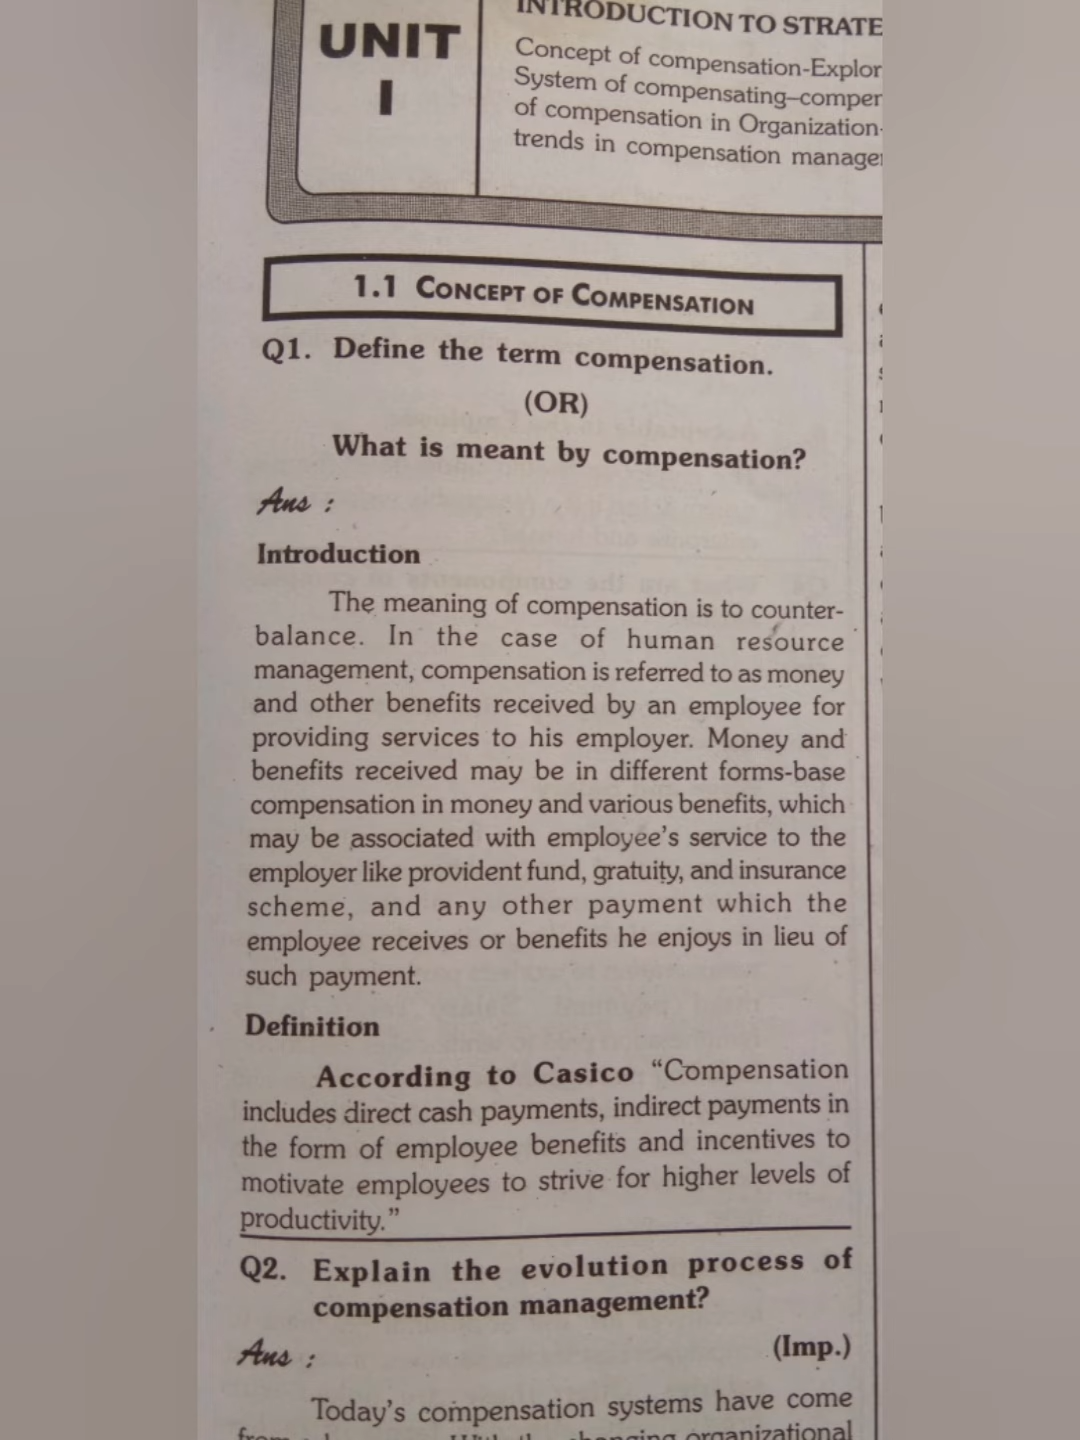 UNIT
I
INTRODUCTION TO STRATE
Concept of compensation-Explor
System of compensating–comper
of compensation in Organization-
trends in compensation manage
1.1 CONCEPT OF COMPENSATION
Q1. Define the term compensation.
(OR)
What is meant by compensation?
Ans :
Introduction
The meaning of compensation is to counter-
balance. In the case of human resource
management, compensation is referred to as money
and other benefits received by an employee for
providing services to his employer. Money and
benefits received may be in different forms-base
compensation in money and various benefits, which
may be associated with employee's service to the
employer like provident fund, gratuity, and insurance
scheme, and any other payment which the
employee receives or benefits he enjoys in lieu of
such payment.
Definition
According to Casico “Compensation
includes direct cash payments, indirect payments in
the form of employee benefits and incentives to
motivate employees to strive for higher levels of
productivity.”
Q2. Explain the evolution process of
compensation management?
Ans : (Imp.)
Today's compensation systems have come
changing organizational